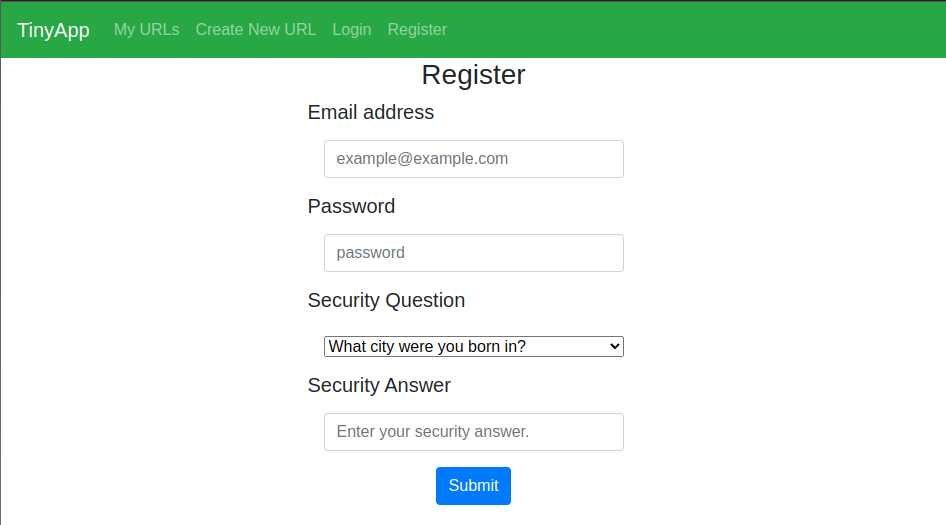 TinyApp My URLs Create New URL Login Register
Register
Email address
example@example.com
Password
password
Security Question
What city were you born in?
Security Answer
Enter your security answer.
Submit